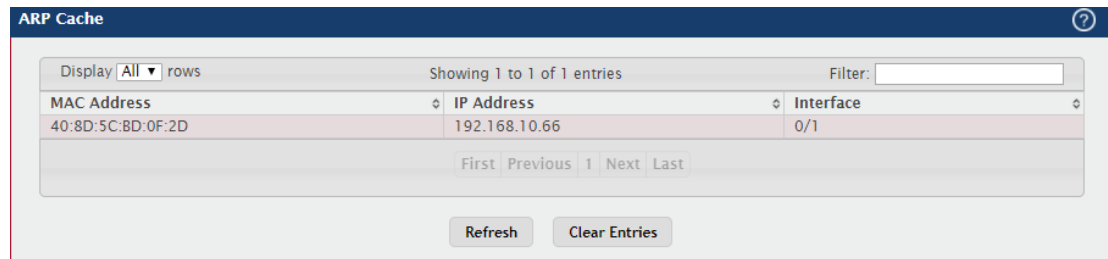 ARP Cache
?
Display All ▼ rows Showing 1 to 1 of 1 entries Filter:
MAC Address IP Address Interface
40:8D:5C:BD:0F:2D 192.168.10.66 0/1
First Previous 1 Next Last
Refresh Clear Entries